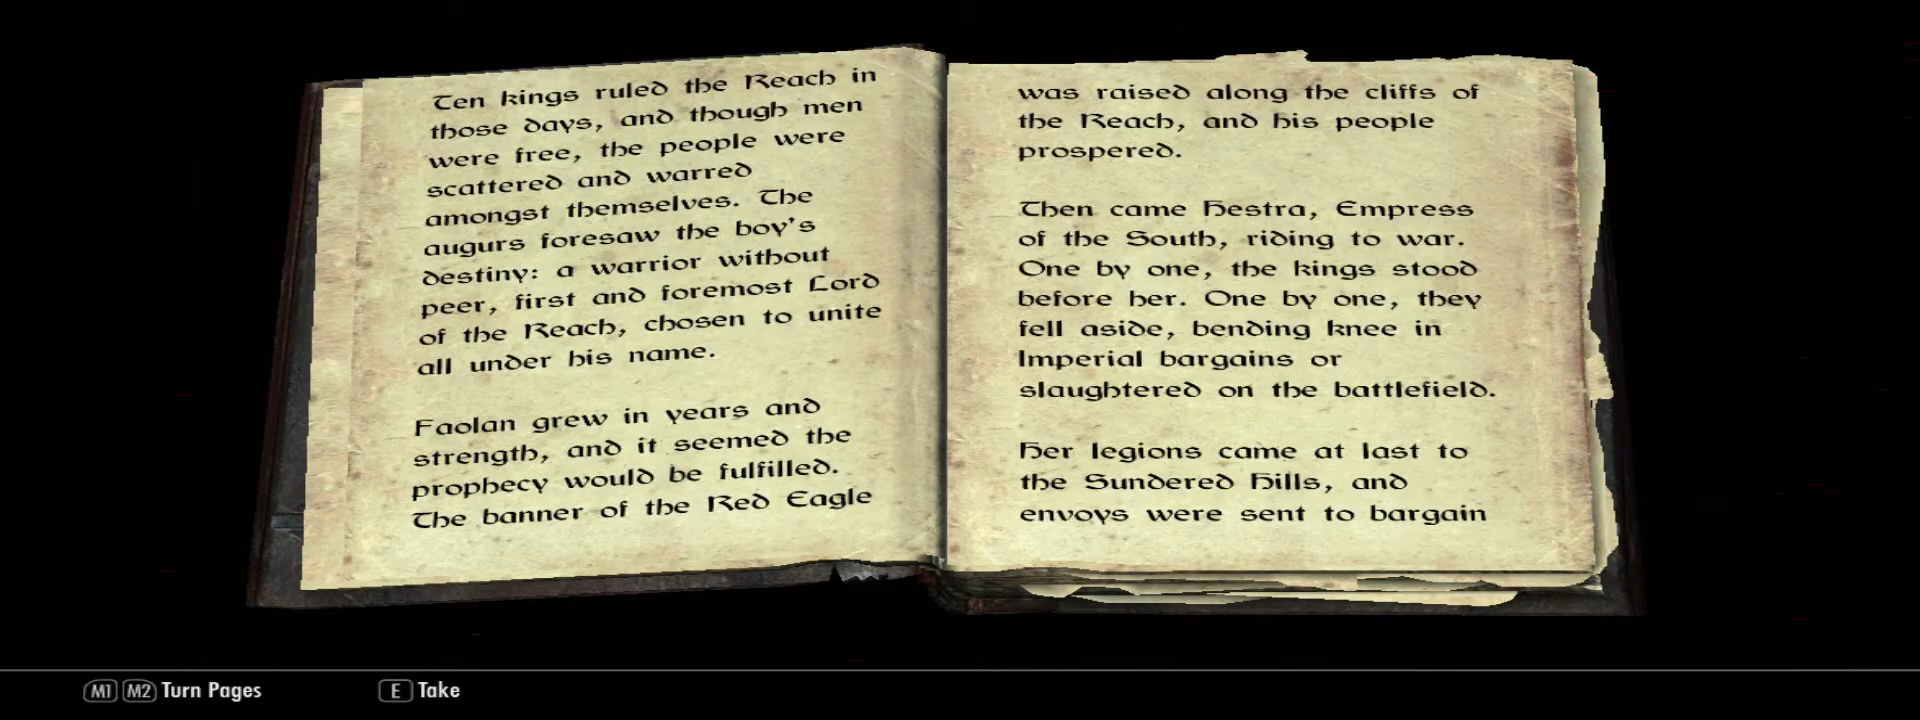 Ten kings ruled the Reach in
those days, and though men
were free, the people were
scattered and warred
amongst themselves. The
augurs foresaw the boy's
destiny: a warrior without
peer, first and foremost Lord
of the Reach, chosen to unite
all under his name.
Faolan grew in years and
strength, and it seemed the
prophecy would be fulfilled.
The banner of the Red Eagle
was raised along the cliffs of
the Reach, and his people
prospered.
Then came Hestra, Empress
of the South, riding to war.
One by one, the kings stood
before her. One by one, they
fell aside, bending knee in
Imperial bargains or
slaughtered on the battlefield.
Her legions came at last to
the Sundered Hills, and
envoys were sent to bargain
M1 M2 Turn Pages
E Take